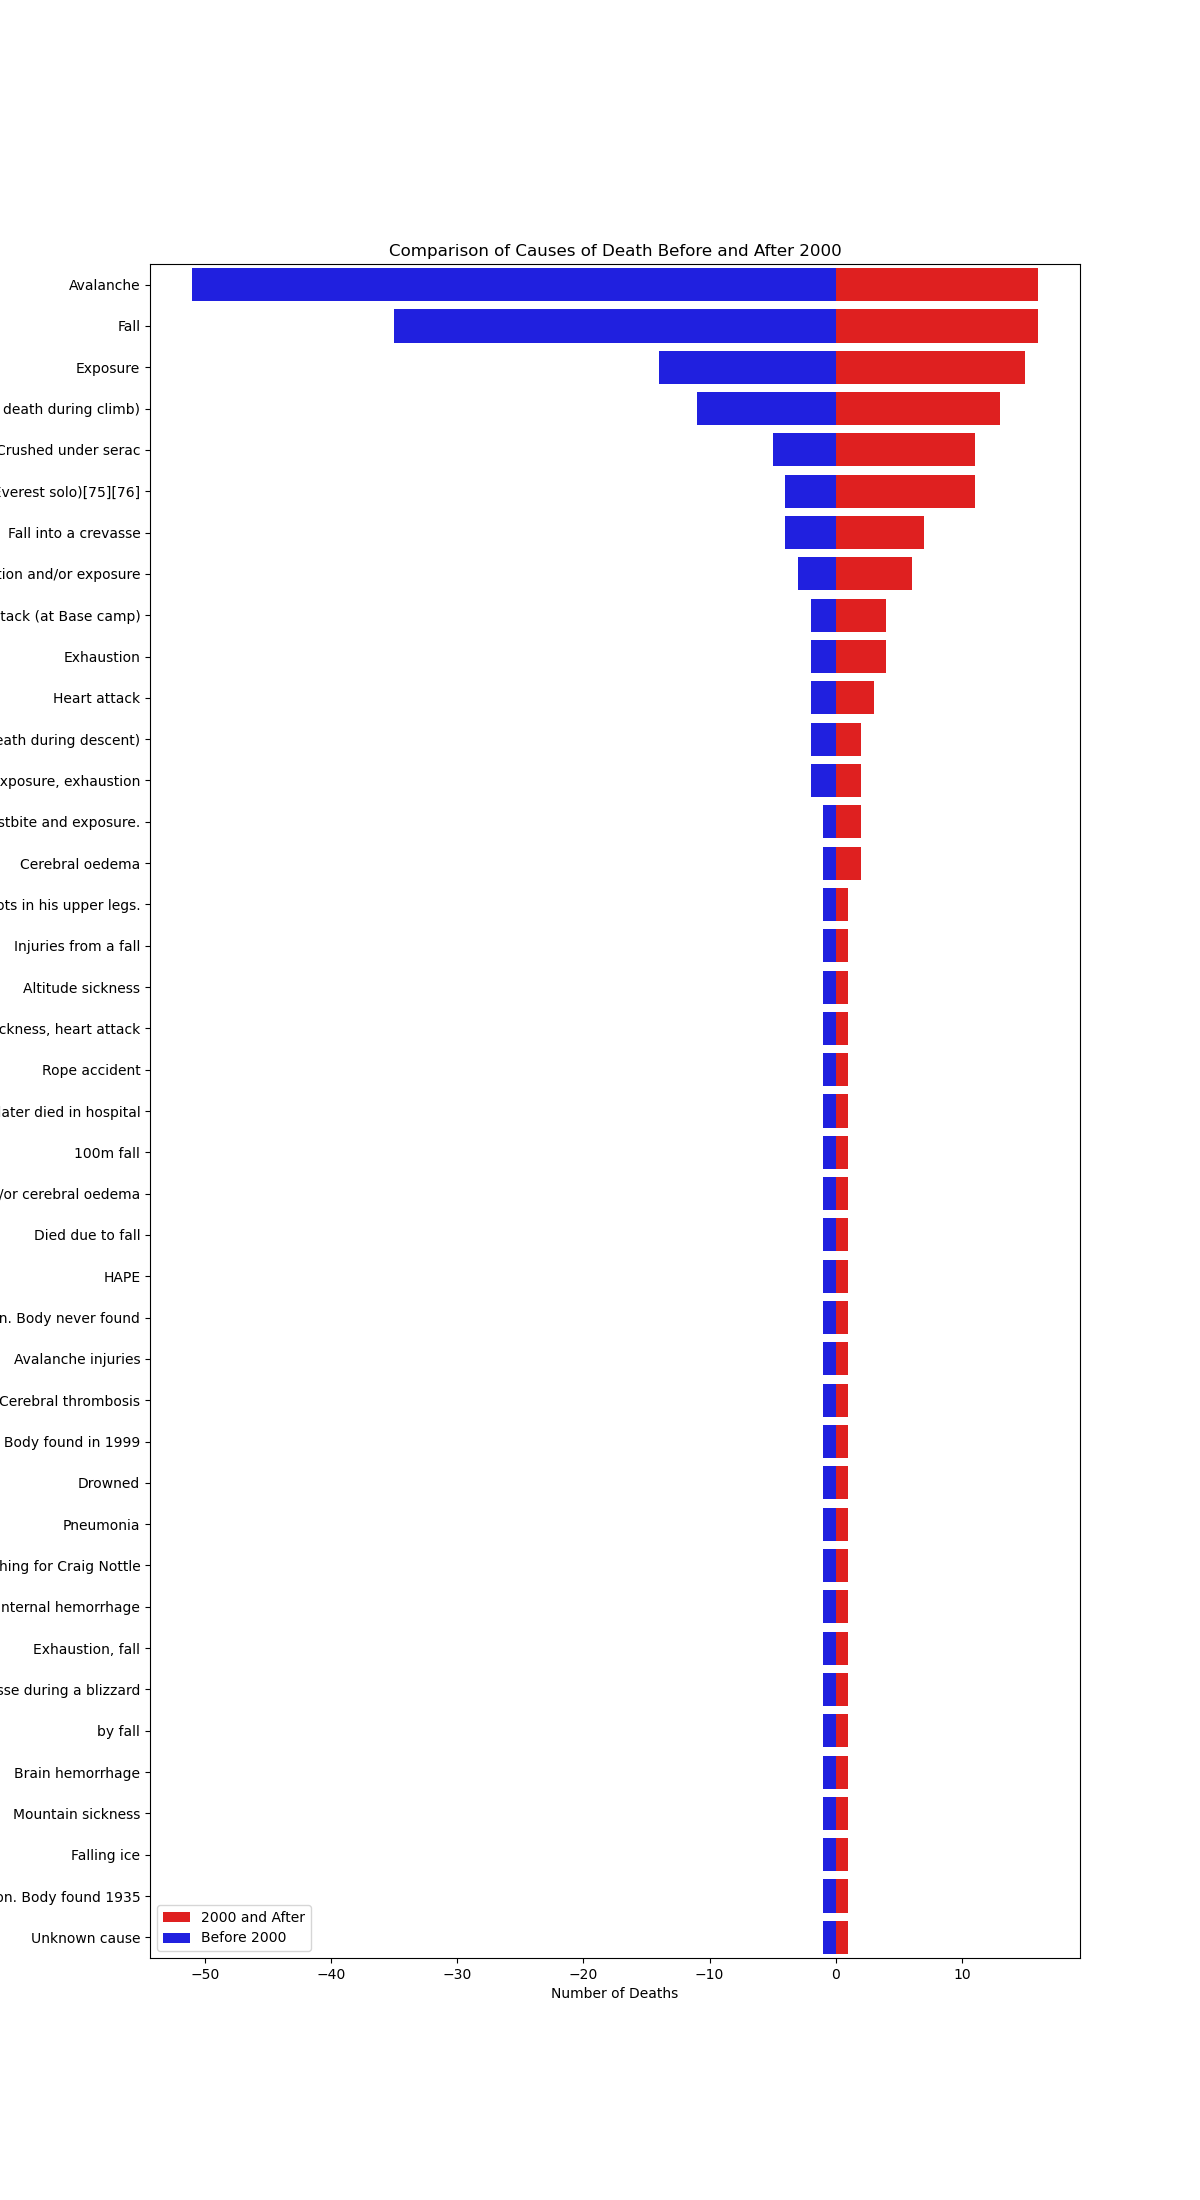 Comparison of Causes of Death Before and After 2000
Avalanche
Fall
Exposure
death during climb)
Crushed under serac
Everest solo)[75][76]
Fall into a crevasse
tion and/or exposure
tack (at Base camp)
Exhaustion
Heart attack
eath during descent)
xposure, exhaustion
stbite and exposure.
Cerebral oedema
ots in his upper legs.
Injuries from a fall
Altitude sickness
ckness, heart attack
Rope accident
later died in hospital
100m fall
/or cerebral oedema
Died due to fall
HAPE
n. Body never found
Avalanche injuries
Cerebral thrombosis
Body found in 1999
Drowned
Pneumonia
hing for Craig Nottle
nternal hemorrhage
Exhaustion, fall
sse during a blizzard
by fall
Brain hemorrhage
Mountain sickness
Falling ice
on. Body found 1935
Unknown cause
2000 and After
Before 2000
−50 −40 −30 −20 −10 0 10
Number of Deaths